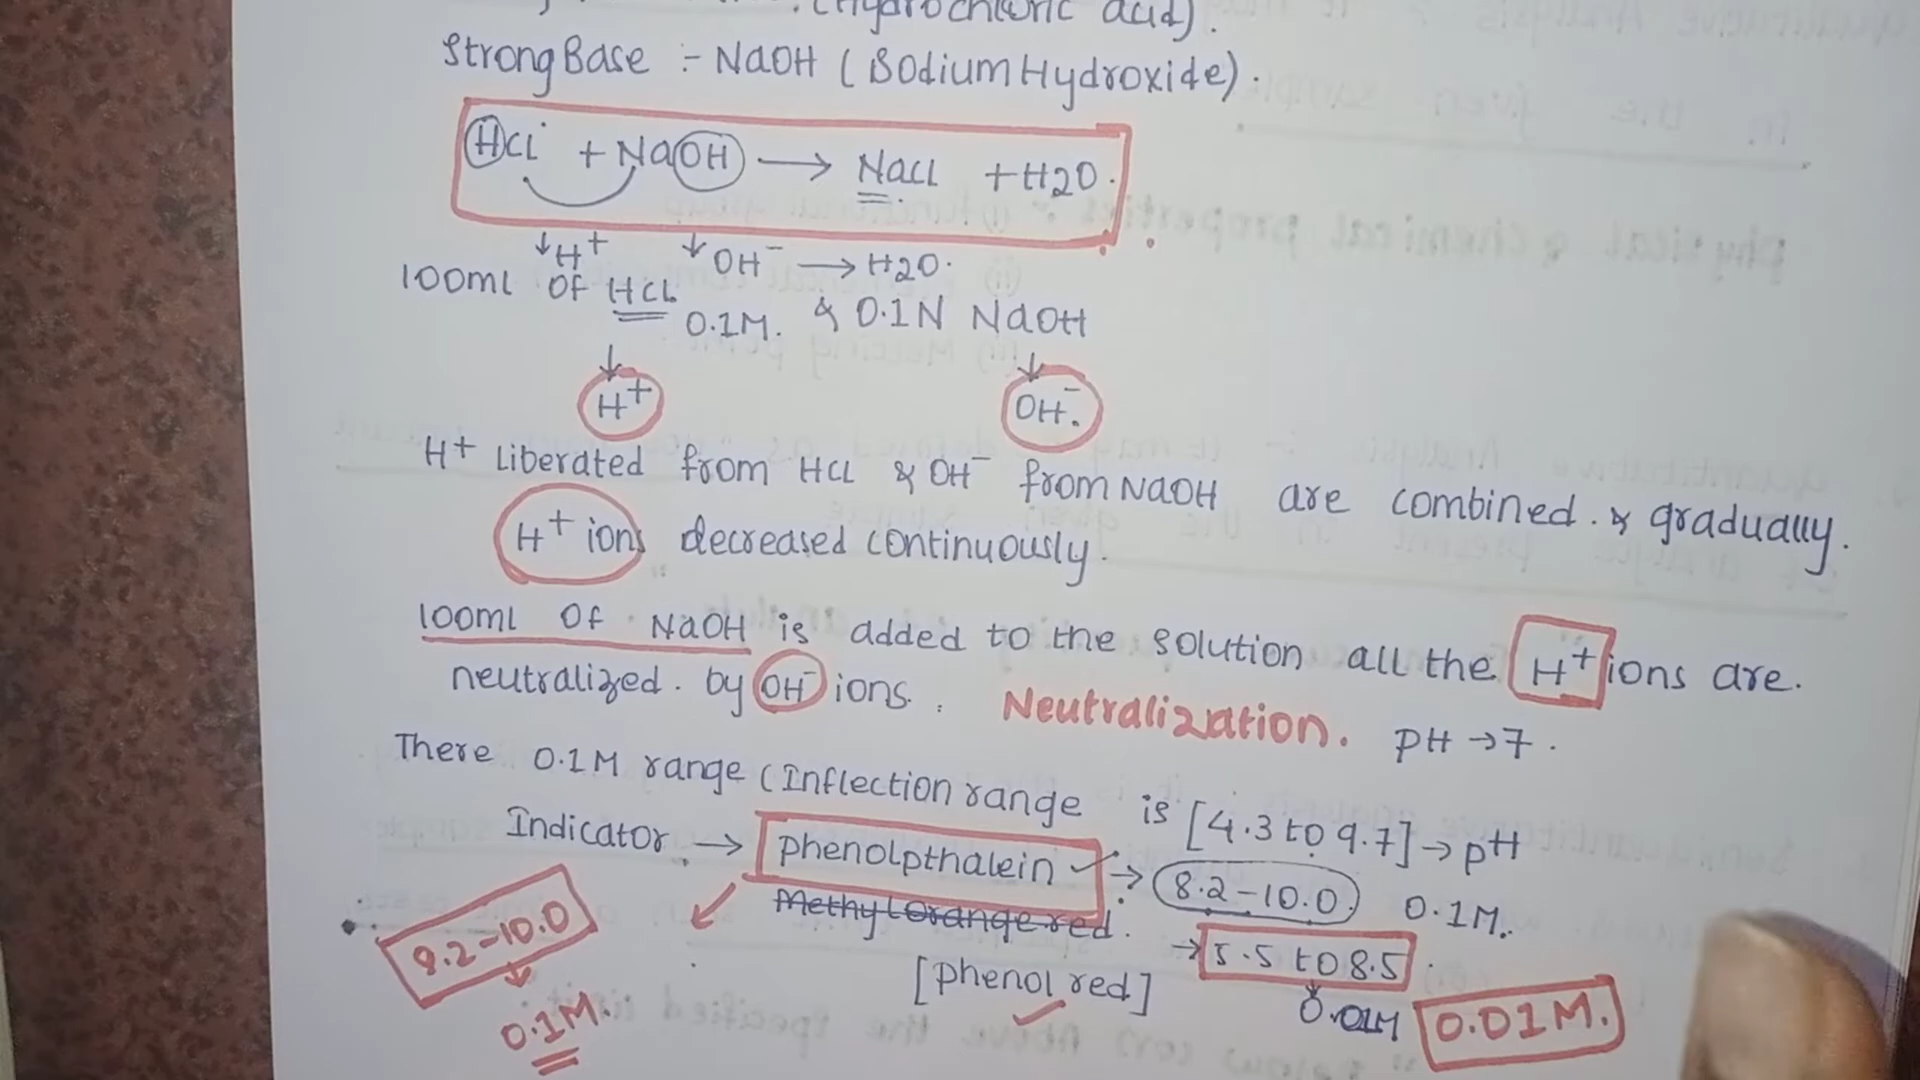 (Hydrochloric acid).
Strong Base :- NaOH (Sodium Hydroxide).
HCl + NaOH → NaCl + H2O.
↓H+ ↓OH- → H2O.
100ml of HCl 0.1M. & 0.1N NaOH
↓ ↓
H+ OH-.
H+ liberated from HCl & OH- from NaOH are combined. & gradually.
H+ ions decreased continuously.
100ml of NaOH is added to the solution all the H+ ions are.
neutralized. by OH- ions. Neutralization. pH → 7.
There 0.1M range (Inflection range is [4.3 to 9.7] → pH
Indicator → Phenolpthalein → 8.2-10.0. 0.1M.
Methyl orange red. → 5.5 to 8.5
8.2-10.0 [Phenol red] 0.01M 0.01M.
0.1M.